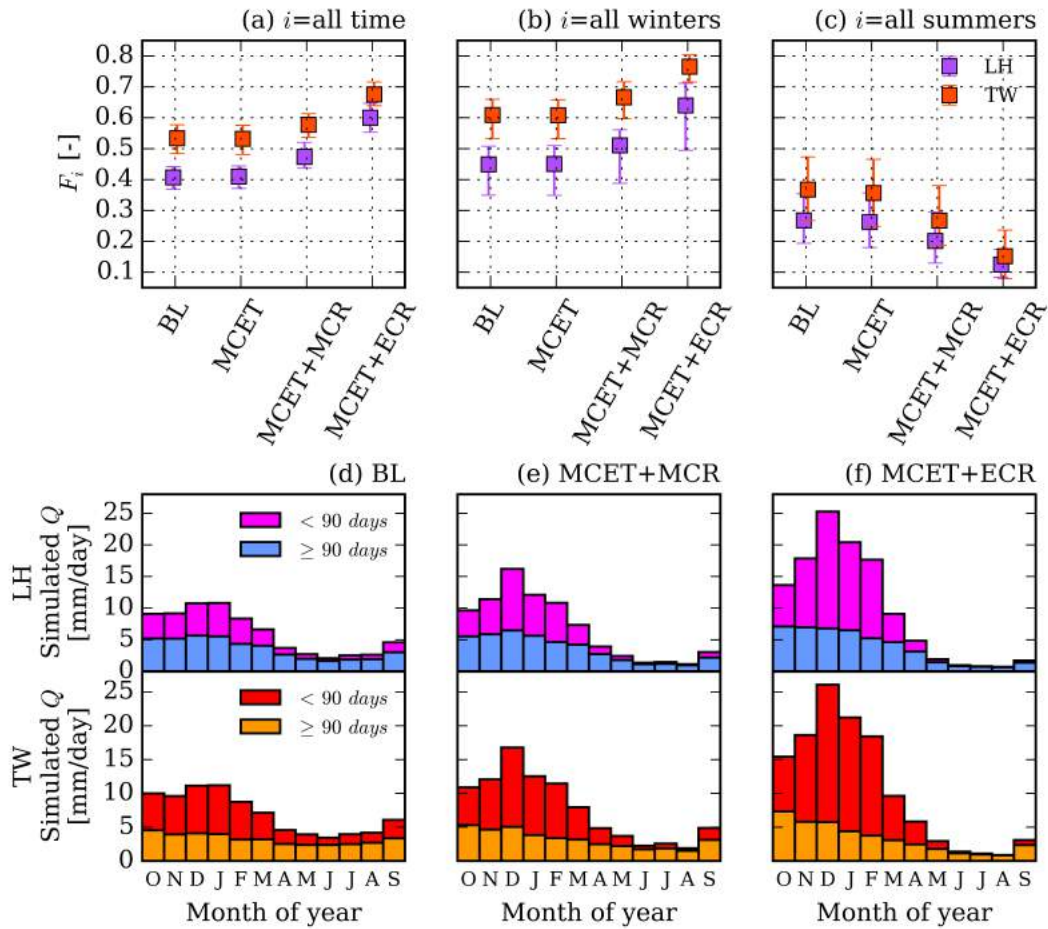 (a) i=all time
(b) i=all winters
(c) i=all summers
0.8
0.7
0.6
0.5
0.4
0.3
0.2
0.1
F_i [-]
LH
TW
BL
MCET
MCET+MCR
MCET+ECR
BL
MCET
MCET+MCR
MCET+ECR
BL
MCET
MCET+MCR
MCET+ECR
(d) BL
(e) MCET+MCR
(f) MCET+ECR
LH
Simulated Q
[mm/day]
25
20
15
10
5
0
< 90 days
≥ 90 days
TW
Simulated Q
[mm/day]
25
20
15
10
5
0
< 90 days
≥ 90 days
O N D J F M A M J J A S
O N D J F M A M J J A S
O N D J F M A M J J A S
Month of year
Month of year
Month of year